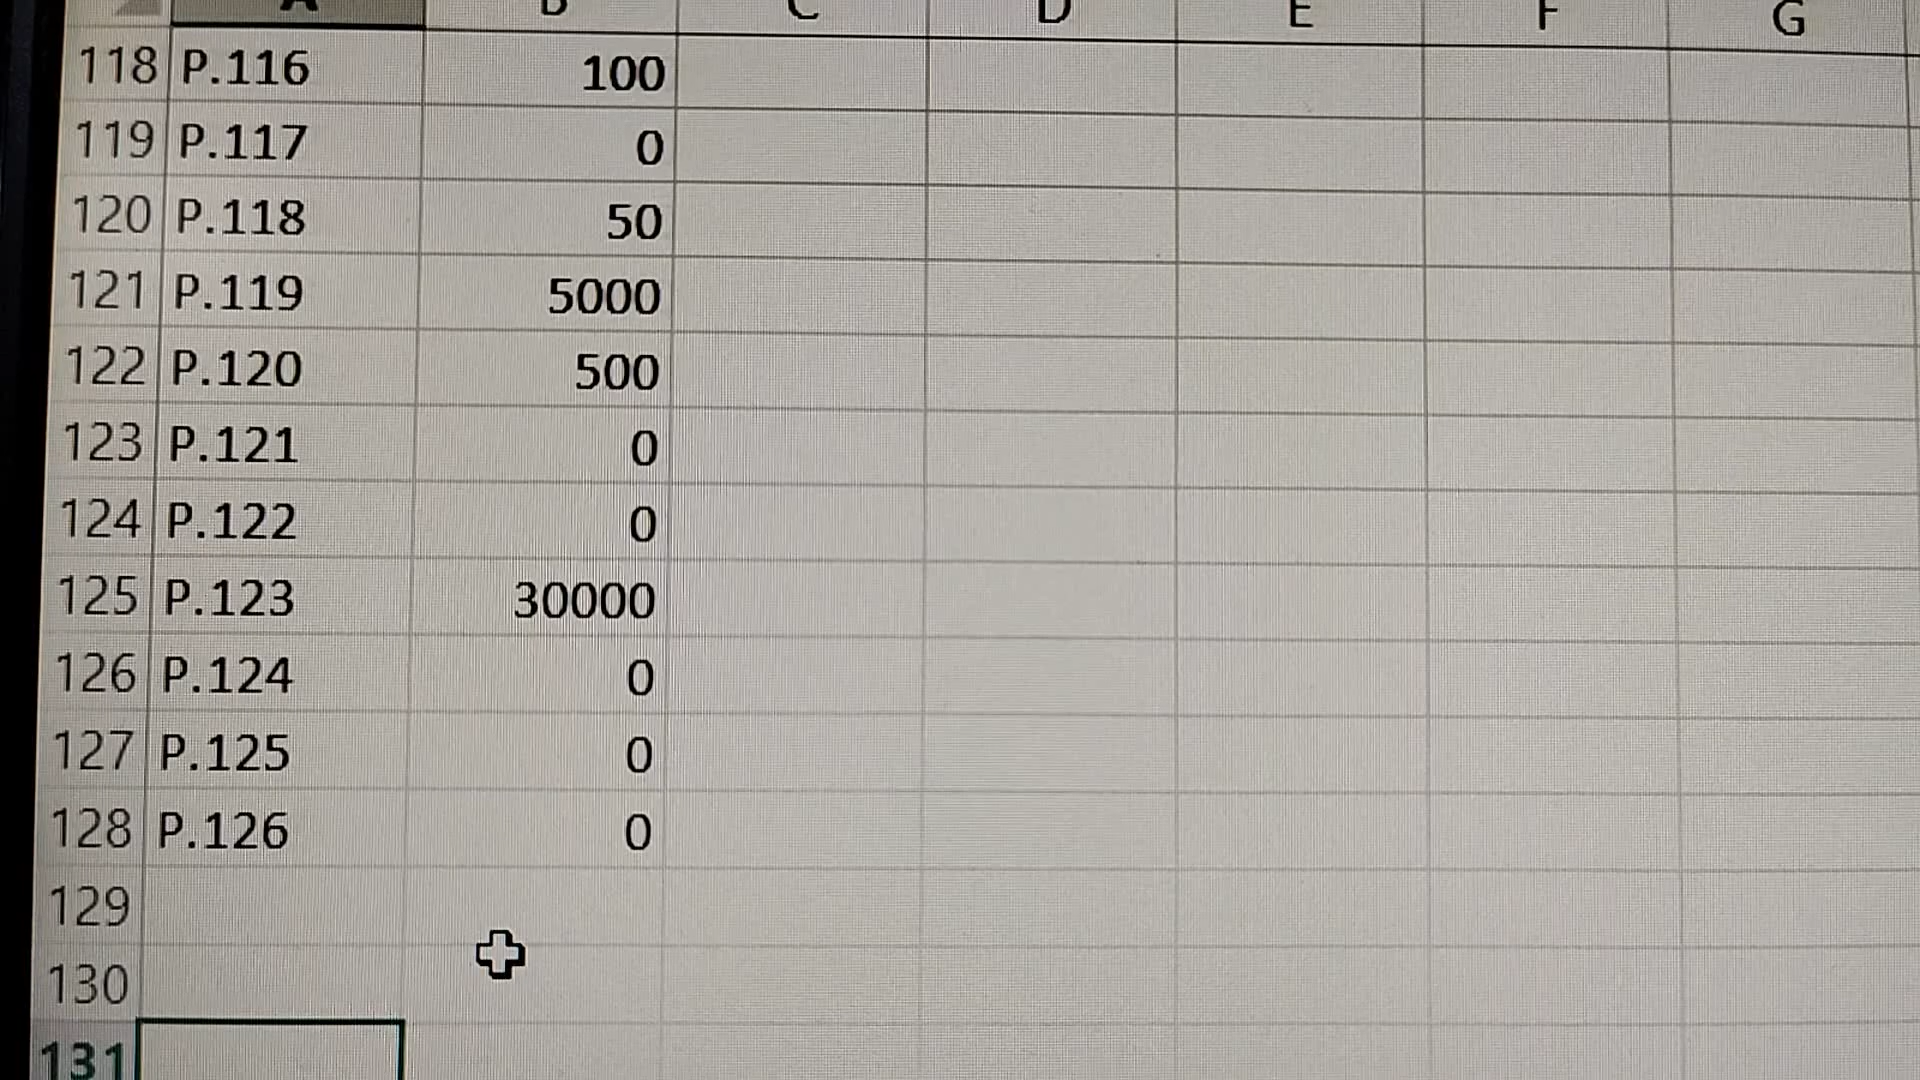 A B C D E F G
118 P.116 100
119 P.117 0
120 P.118 50
121 P.119 5000
122 P.120 500
123 P.121 0
124 P.122 0
125 P.123 30000
126 P.124 0
127 P.125 0
128 P.126 0
129
130
131